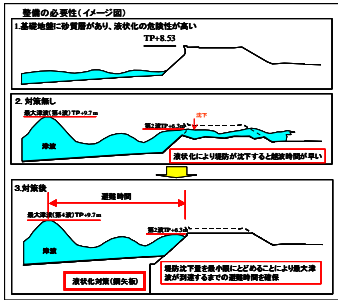 整備の必要性(イメージ図)
1.基礎地盤に砂質層があり、液状化の危険性が高い
TP+8.53
2. 対策無し
最大津波(第4波)TP+9.7m
沈下
第2波TP+6.3m
津波
液状化により堤防が沈下すると越波時間が早い
3.対策後
避難時間
最大津波(第4波)TP+9.7m
第2波TP+6.3m
津波
液状化対策(鋼矢板)
堤防沈下量を最小限にとどめることにより最大津
波が到達するまでの避難時間を確保